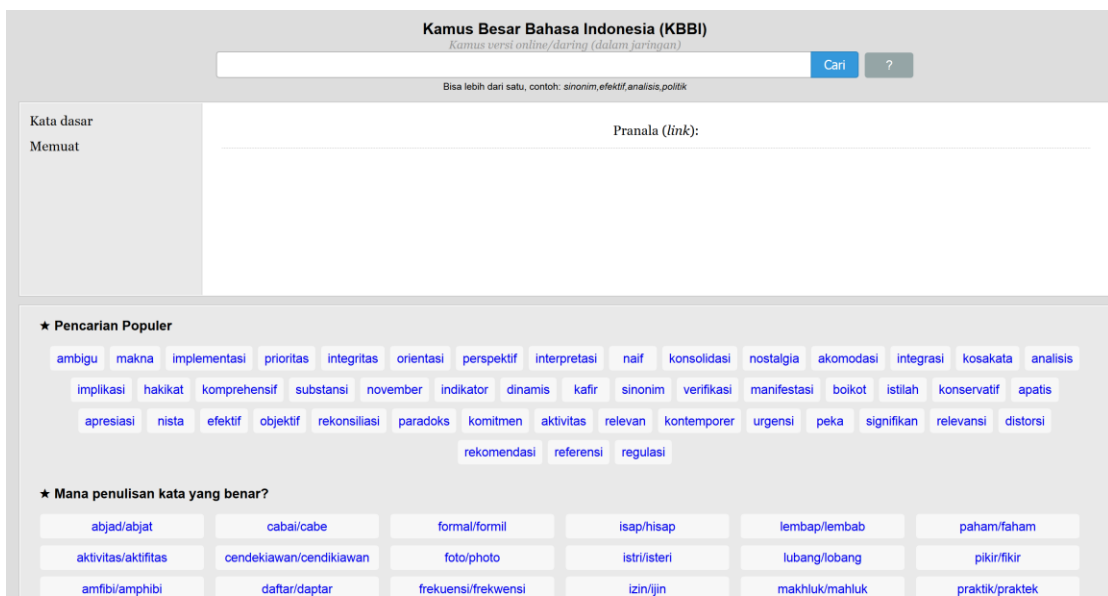 Kamus Besar Bahasa Indonesia (KBBI)
Kamus versi online/daring (dalam jaringan)
Cari ?
Bisa lebih dari satu, contoh: sinonim,efektif,analisis,politik
Kata dasar
Memuat
Pranala (link):
★ Pencarian Populer
ambigu makna implementasi prioritas integritas orientasi perspektif interpretasi naif konsolidasi nostalgia akomodasi integrasi kosakata analisis
implikasi hakikat komprehensif substansi november indikator dinamis kafir sinonim verifikasi manifestasi boikot istilah konservatif apatis
apresiasi nista efektif objektif rekonsiliasi paradoks komitmen aktivitas relevan kontemporer urgensi peka signifikan relevansi distorsi
rekomendasi referensi regulasi
★ Mana penulisan kata yang benar?
abjad/abjat cabai/cabe formal/formil isap/hisap lembap/lembab paham/faham
aktivitas/aktifitas cendekiawan/cendikiawan foto/photo istri/isteri lubang/lobang pikir/fikir
amfibi/amphibi daftar/daptar frekuensi/frekwensi izin/ijin makhluk/mahluk praktik/praktek